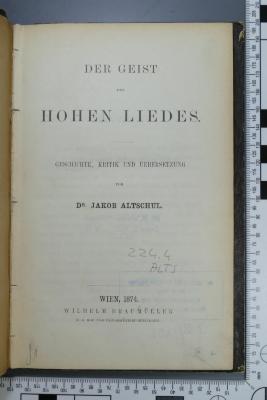 DER GEIST
DES
HOHEN LIEDES.
GESCHICHTE, KRITIK UND UEBERSETZUNG
VON
DR. JAKOB ALTSCHUL.
224.4
ALTS
WIEN, 1874.
WILHELM BRAUMÜLLER